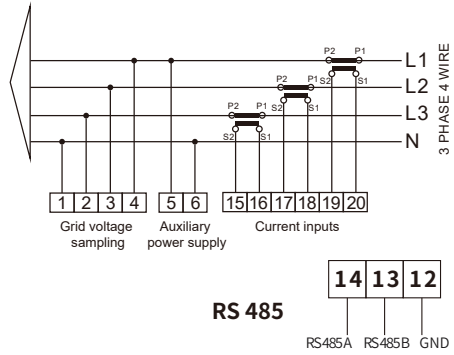 P2 P1
L1
S2 S1
P2 P1
L2
S2 S1
P2 P1
L3
S2 S1
N
3 PHASE 4 WIRE
1 2 3 4 5 6 15 16 17 18 19 20
Grid voltage
sampling
Auxiliary
power supply
Current inputs
14 13 12
RS 485
RS485A RS485B GND